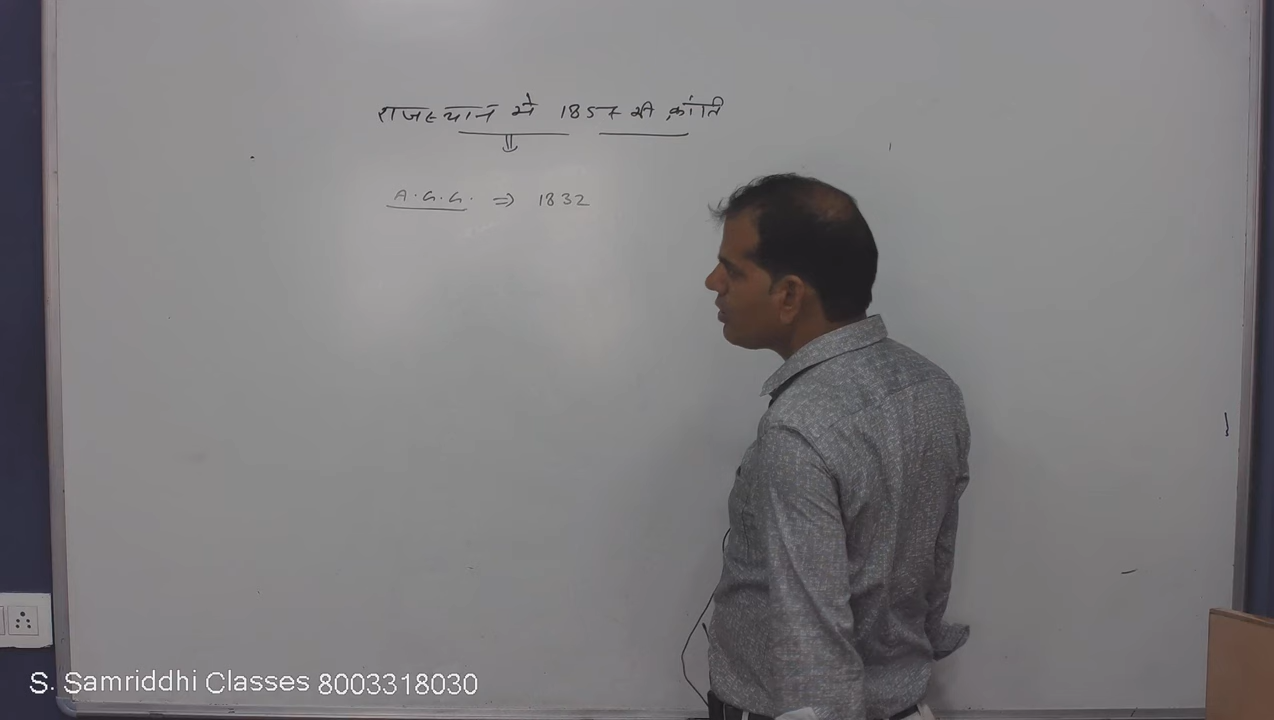 राजस्थान में 1857 की क्रांति
A.G.G. => 1832
S. Samriddhi Classes 8003318030